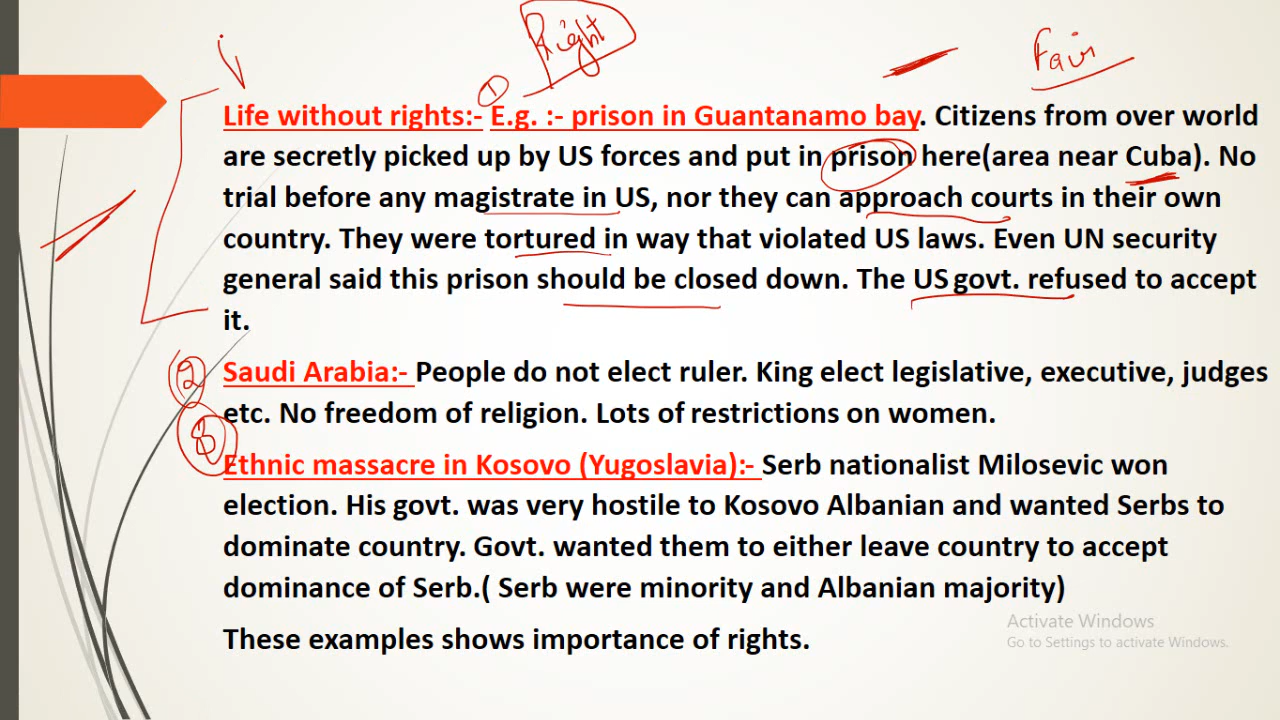 Right
Fair
1
Life without rights:- E.g. :- prison in Guantanamo bay. Citizens from over world
are secretly picked up by US forces and put in prison here(area near Cuba). No
trial before any magistrate in US, nor they can approach courts in their own
country. They were tortured in way that violated US laws. Even UN security
general said this prison should be closed down. The US govt. refused to accept
it.
2 Saudi Arabia:- People do not elect ruler. King elect legislative, executive, judges
etc. No freedom of religion. Lots of restrictions on women.
3 Ethnic massacre in Kosovo (Yugoslavia):- Serb nationalist Milosevic won
election. His govt. was very hostile to Kosovo Albanian and wanted Serbs to
dominate country. Govt. wanted them to either leave country to accept
dominance of Serb.( Serb were minority and Albanian majority)
These examples shows importance of rights.
Activate Windows
Go to Settings to activate Windows.